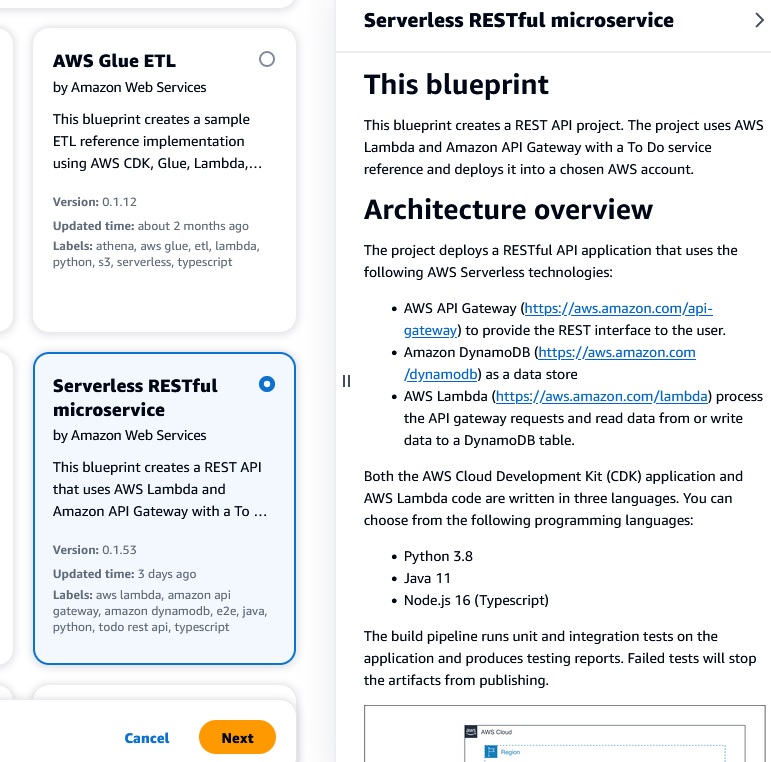 AWS Glue ETL
by Amazon Web Services
This blueprint creates a sample
ETL reference implementation
using AWS CDK, Glue, Lambda,...
Version: 0.1.12
Updated time: about 2 months ago
Labels: athena, aws glue, etl, lambda,
python, s3, serverless, typescript
Serverless RESTful
microservice
by Amazon Web Services
This blueprint creates a REST API
that uses AWS Lambda and
Amazon API Gateway with a To ...
Version: 0.1.53
Updated time: 3 days ago
Labels: aws lambda, amazon api
gateway, amazon dynamodb, e2e, java,
python, todo rest api, typescript
Cancel
Next
Serverless RESTful microservice
This blueprint
This blueprint creates a REST API project. The project uses AWS
Lambda and Amazon API Gateway with a To Do service
reference and deploys it into a chosen AWS account.
Architecture overview
The project deploys a RESTful API application that uses the
following AWS Serverless technologies:
• AWS API Gateway (https://aws.amazon.com/api-
gateway) to provide the REST interface to the user.
• Amazon DynamoDB (https://aws.amazon.com
/dynamodb) as a data store
• AWS Lambda (https://aws.amazon.com/lambda) process
the API gateway requests and read data from or write
data to a DynamoDB table.
Both the AWS Cloud Development Kit (CDK) application and
AWS Lambda code are written in three languages. You can
choose from the following programming languages:
• Python 3.8
• Java 11
• Node.js 16 (Typescript)
The build pipeline runs unit and integration tests on the
application and produces testing reports. Failed tests will stop
the artifacts from publishing.
aws AWS Cloud
Region